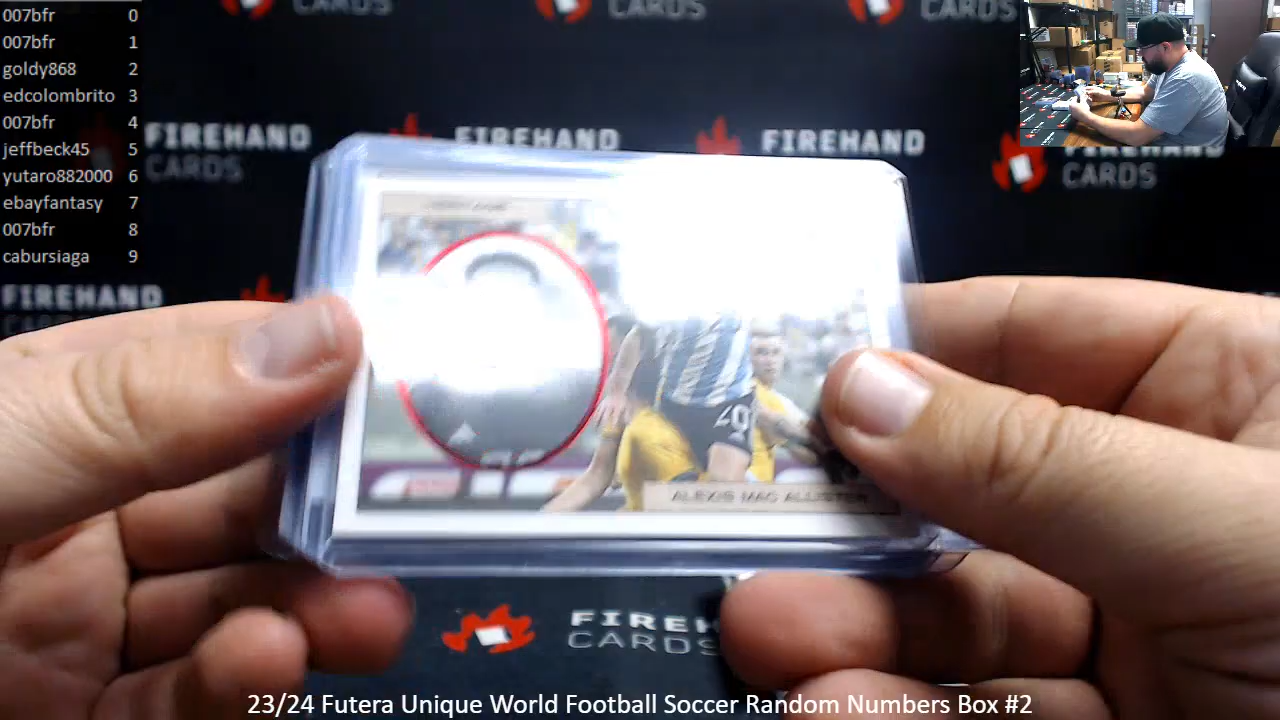 007bfr 0
007bfr 1
goldy868 2
edcolombrito 3
007bfr 4
jeffbeck45 5
yutaro882000 6
ebayfantasy 7
007bfr 8
cabursiaga 9
CARDS CARDS CARDS
FIREHAND FIREHAND FIREHAND
CARDS CARDS
FIREHAND
ALEXIS MAC ALLISTER
CARDS
23/24 Futera Unique World Football Soccer Random Numbers Box #2